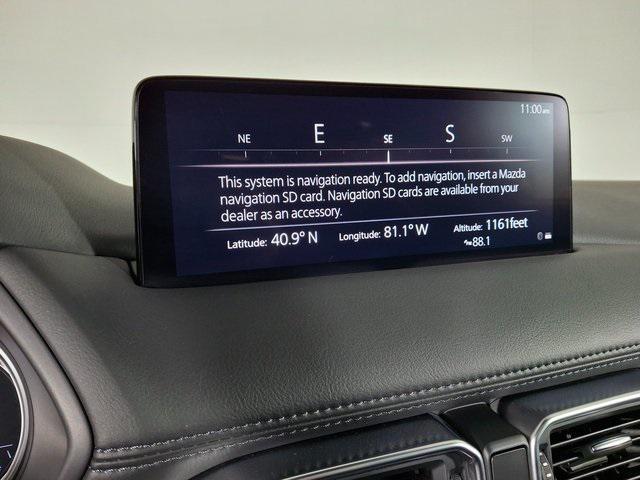 11:00am
NE E SE S SW
This system is navigation ready. To add navigation, insert a Mazda
navigation SD card. Navigation SD cards are available from your
dealer as an accessory.
Latitude: 40.9° N Longitude: 81.1° W Altitude: 1161feet
88.1